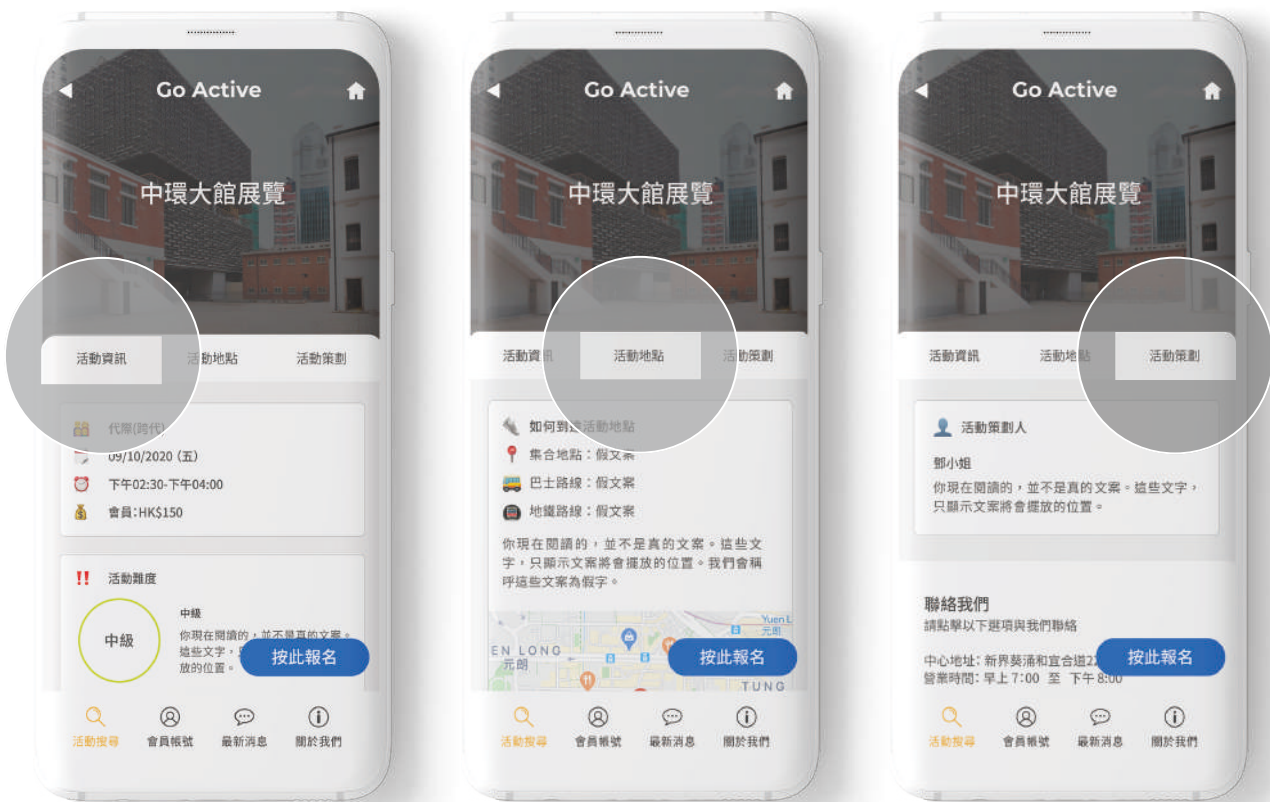 Go Active
中環大館展覽
活動資訊
活動地點
活動策劃
代際(時代)
09/10/2020 (五)
下午02:30-下午04:00
會員:HK$150
活動難度
中級
中級
你現在閱讀的,並不是真的文案。
這些文字,
放的位置。
按此報名
活動搜尋
會員帳號
最新消息
關於我們
Go Active
中環大館展覽
活動資訊
活動地點
活動策劃
如何到達活動地點
集合地點:假文案
巴士路線:假文案
地鐵路線:假文案
你現在閱讀的,並不是真的文案。這些文
字,只顯示文案將會擺放的位置。我們會稱
呼這些文案為假字。
Yuen L
元朗
EN LONG
元朗
TUNG
按此報名
活動搜尋
會員帳號
最新消息
關於我們
Go Active
中環大館展覽
活動資訊
活動地點
活動策劃
活動策劃人
鄧小姐
你現在閱讀的,並不是真的文案。這些文字,
只顯示文案將會擺放的位置。
聯絡我們
請點擊以下選項與我們聯絡
中心地址:新界葵涌和宜合道22
營業時間:早上7:00 至 下午8:00
按此報名
活動搜尋
會員帳號
最新消息
關於我們